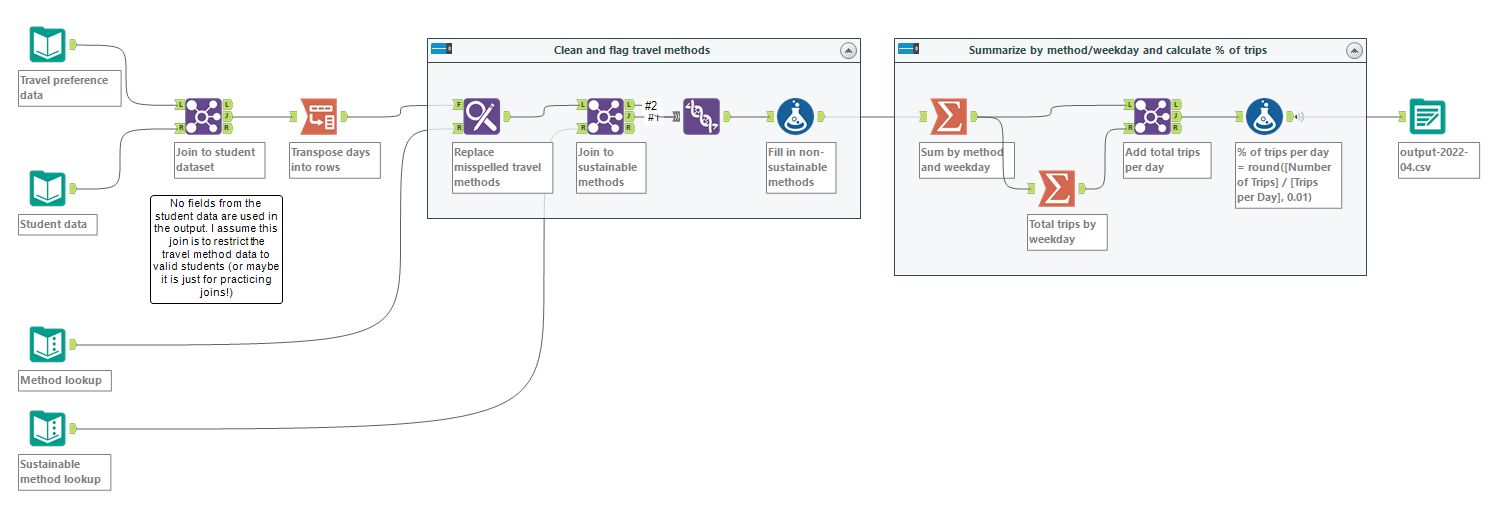 Travel preference
data
Student data
L
R
L
J
R
Join to student
dataset
No fields from the
student data are used in
the output. I assume this
join is to restrict the
travel method data to
valid students (or maybe
it is just for practicing
joins!)
Transpose days
into rows
Method lookup
Sustainable
method lookup
Clean and flag travel methods
F
R
Replace
misspelled travel
methods
L
R
L
J
R
#2
#1
Join to
sustainable
methods
Fill in non-
sustainable
methods
Summarize by method/weekday and calculate % of trips
Sum by method
and weekday
Total trips by
weekday
L
R
L
J
R
Add total trips
per day
% of trips per day
= round([Number
of Trips] / [Trips
per Day], 0.01)
output-2022-
04.csv